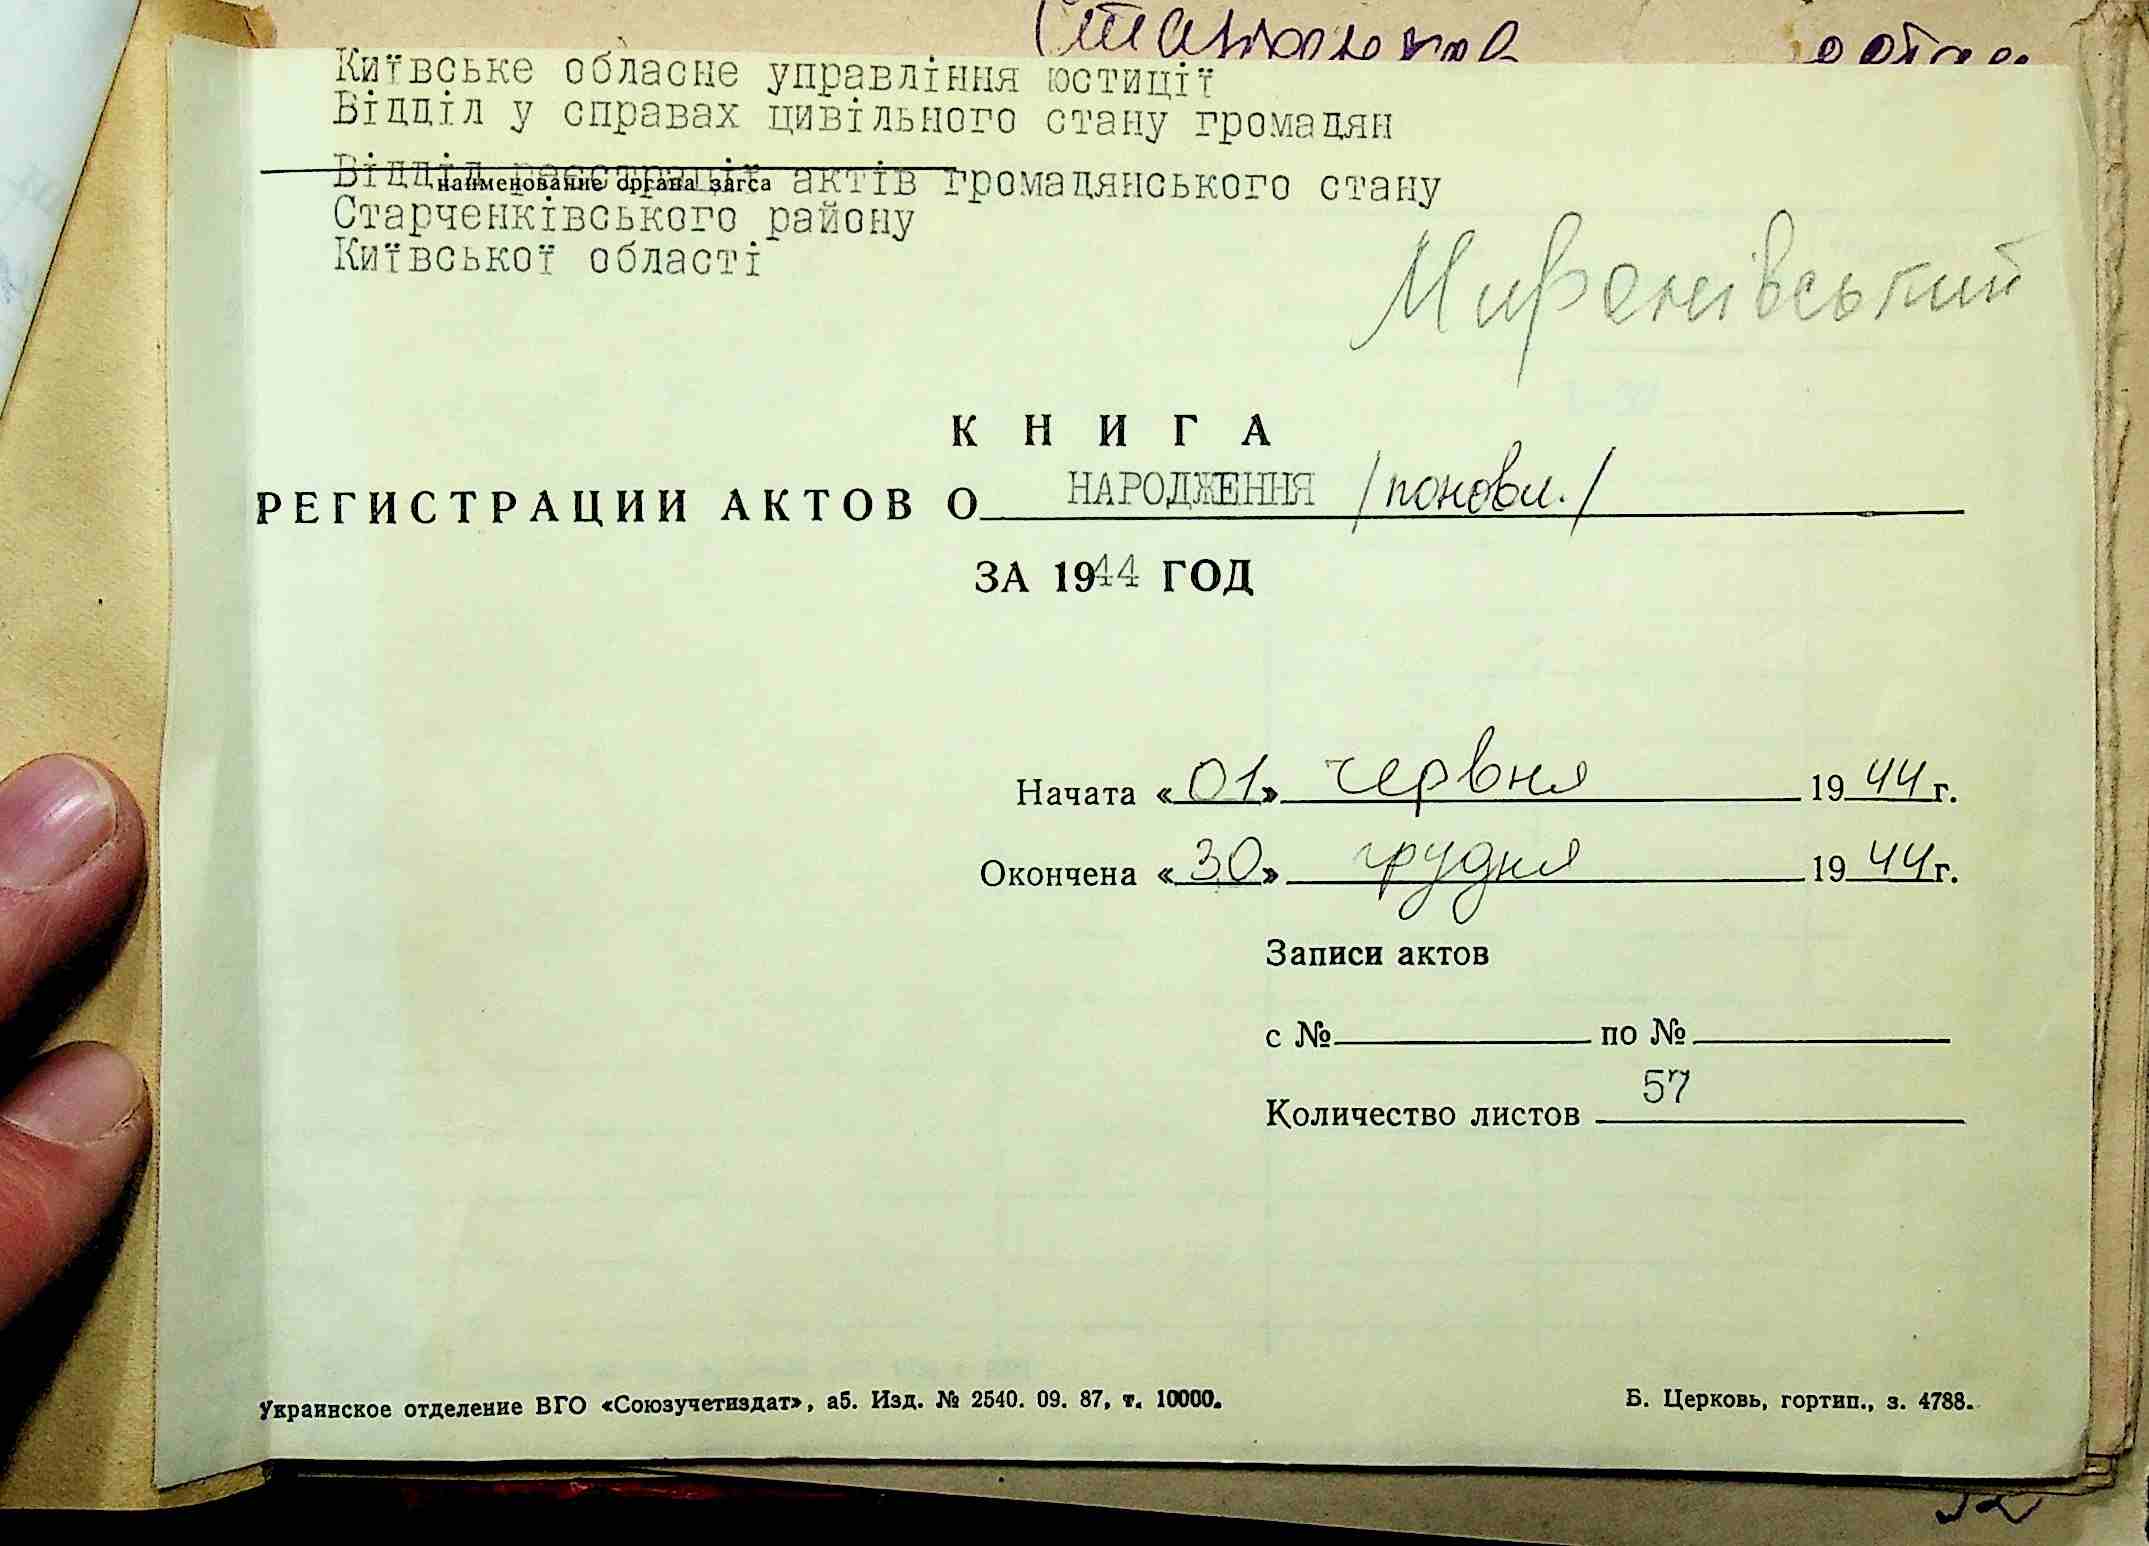 Київське обласне управління юстиції
Відділ у справах цивільного стану громадян
Відділ реєстрації актів громадянського стану
наименование органа загса
Старченківського району
Київської області
Миронівський
КНИГА
РЕГИСТРАЦИИ АКТОВ О НАРОДЖЕННЯ /поновл./
ЗА 1944 ГОД
Начата «01» червня 1944 г.
Окончена «30» грудня 1944 г.
Записи актов
с № по №
Количество листов 57
Украинское отделение ВГО «Союзучетиздат», аб. Изд. № 2540. 09. 87, т. 10000.
Б. Церковь, гортип., з. 4788.